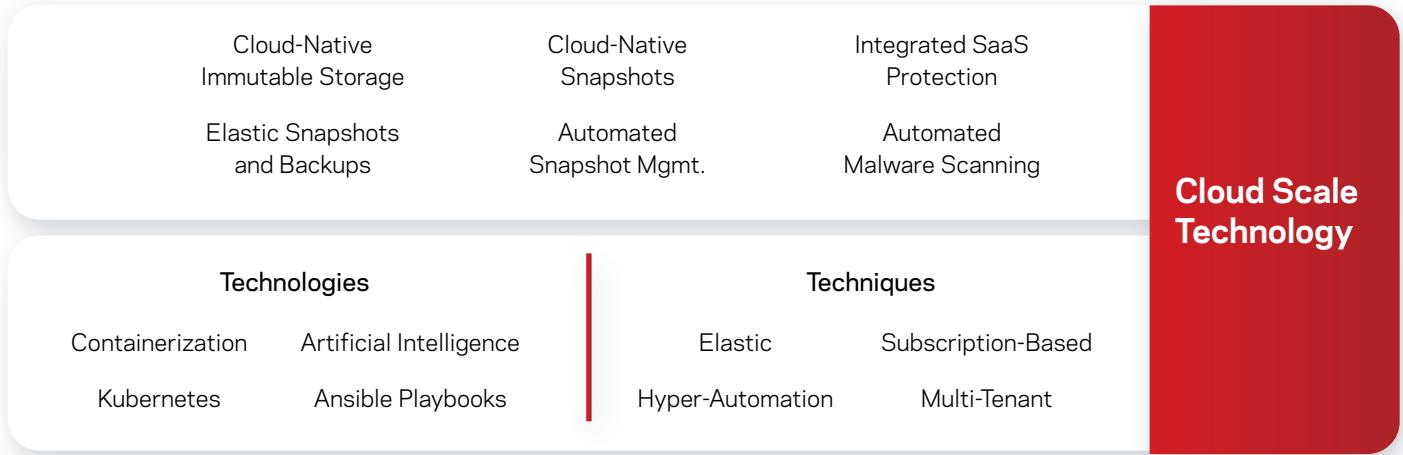 Cloud-Native
Immutable Storage
Cloud-Native
Snapshots
Integrated SaaS
Protection
Elastic Snapshots
and Backups
Automated
Snapshot Mgmt.
Automated
Malware Scanning
Cloud Scale
Technology
Technologies
Containerization
Artificial Intelligence
Kubernetes
Ansible Playbooks
Techniques
Elastic
Subscription-Based
Hyper-Automation
Multi-Tenant